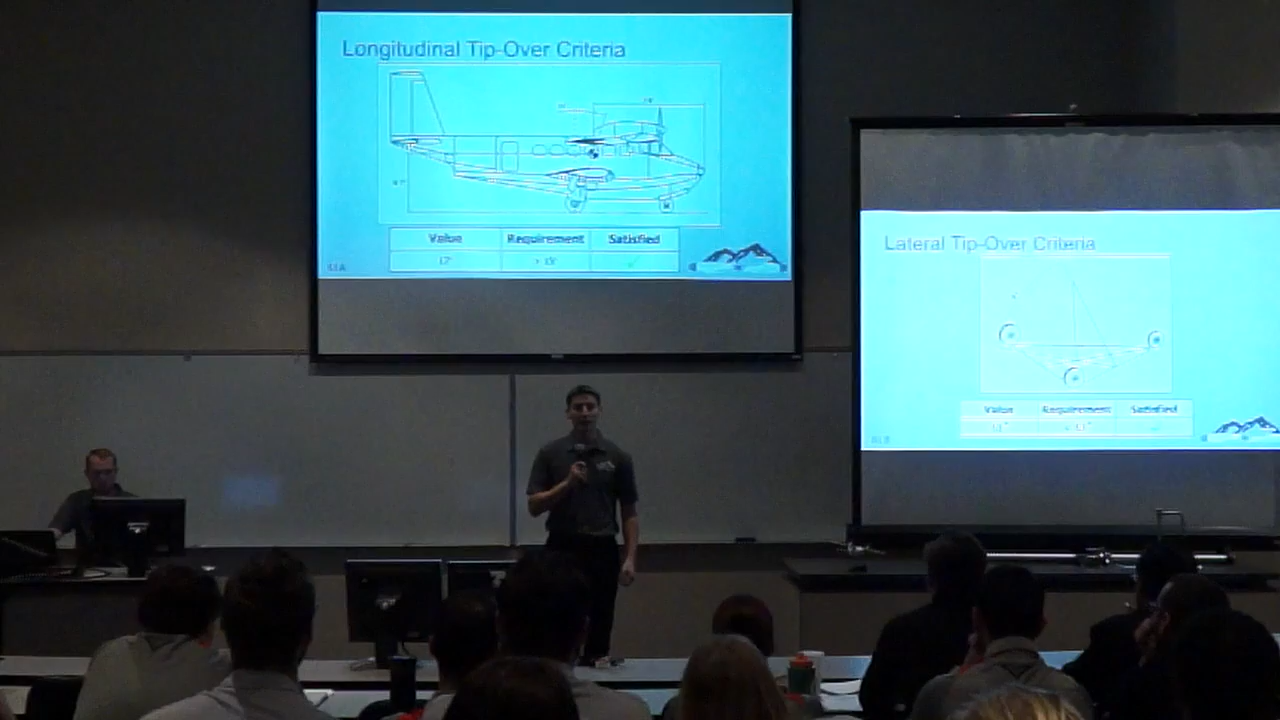 Longitudinal Tip-Over Criteria
Value Requirement Satisfied
Lateral Tip-Over Criteria
Value Requirement Satisfied